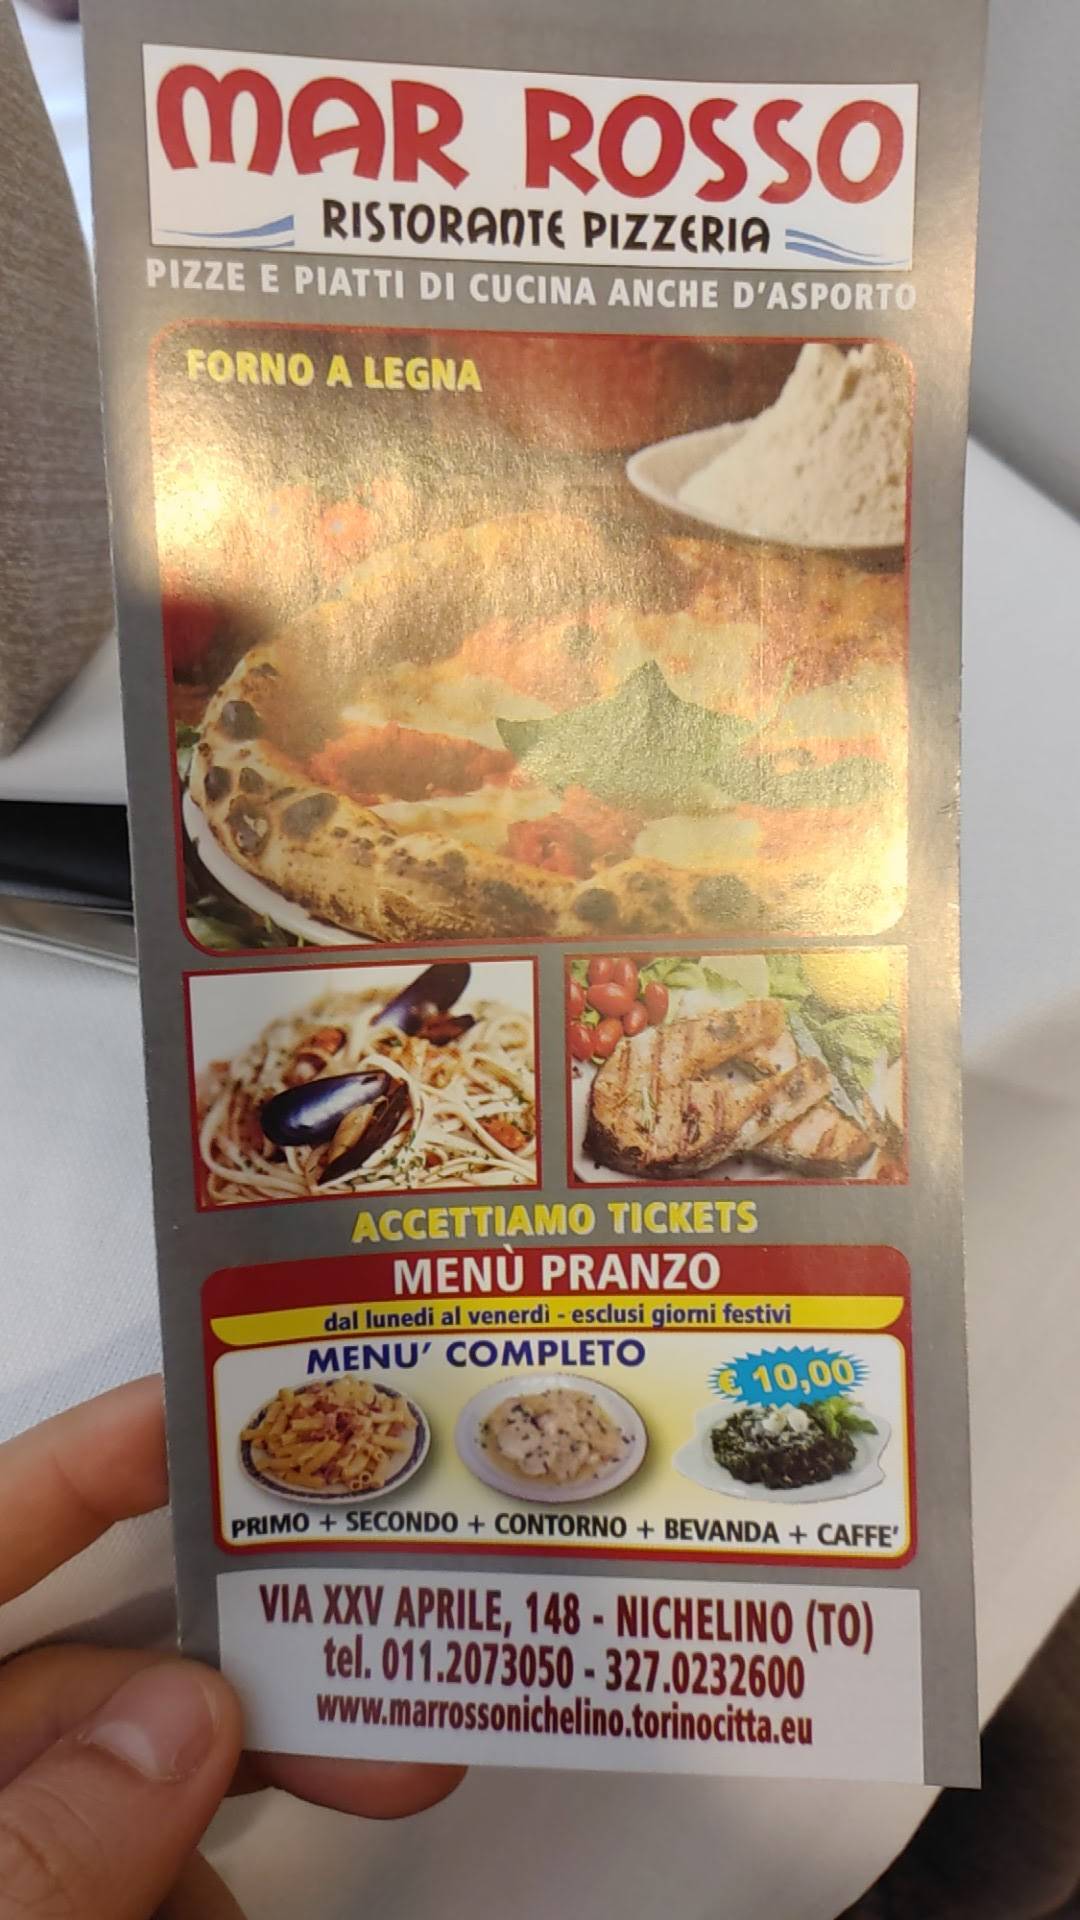 MAR ROSSO
RISTORANTE PIZZERIA
PIZZE E PIATTI DI CUCINA ANCHE D'ASPORTO
FORNO A LEGNA
ACCETTIAMO TICKETS
MENÙ PRANZO
dal lunedi al venerdì - esclusi giorni festivi
MENU' COMPLETO
€ 10,00
PRIMO + SECONDO + CONTORNO + BEVANDA + CAFFE'
VIA XXV APRILE, 148 - NICHELINO (TO)
tel. 011.2073050 - 327.0232600
www.marrossonichelino.torinocitta.eu